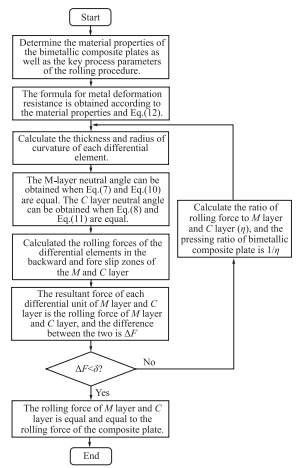 Start
Determine the material properties of the
bimetallic composite plates as
well as the key process parameters
of the rolling procedure.
The formula for metal deformation
resistance is obtained according to
the material properties and Eq.(12).
Calculate the thickness and radius of
curvature of each differential
element.
The M-layer neutral angle can be
obtained when Eq.(7) and Eq.(10)
are equal. The C layer neutral angle
can be obtained when Eq.(8) and
Eq.(11) are equal.
Calculated the rolling forces of the
differential elements in the
backward and fore slip zones of
the M and C layer
The resultant force of each
differential unit of M layer and C
layer is the rolling force of M layer
and C layer, and the difference
between the two is ΔF
ΔF<δ?
No
Calculate the ratio of
rolling force to M layer
and C layer (η), and the
pressing ratio of bimetallic
composite plate is 1/η
Yes
The rolling force of M layer and C
layer is equal and equal to the
rolling force of the composite plate.
End